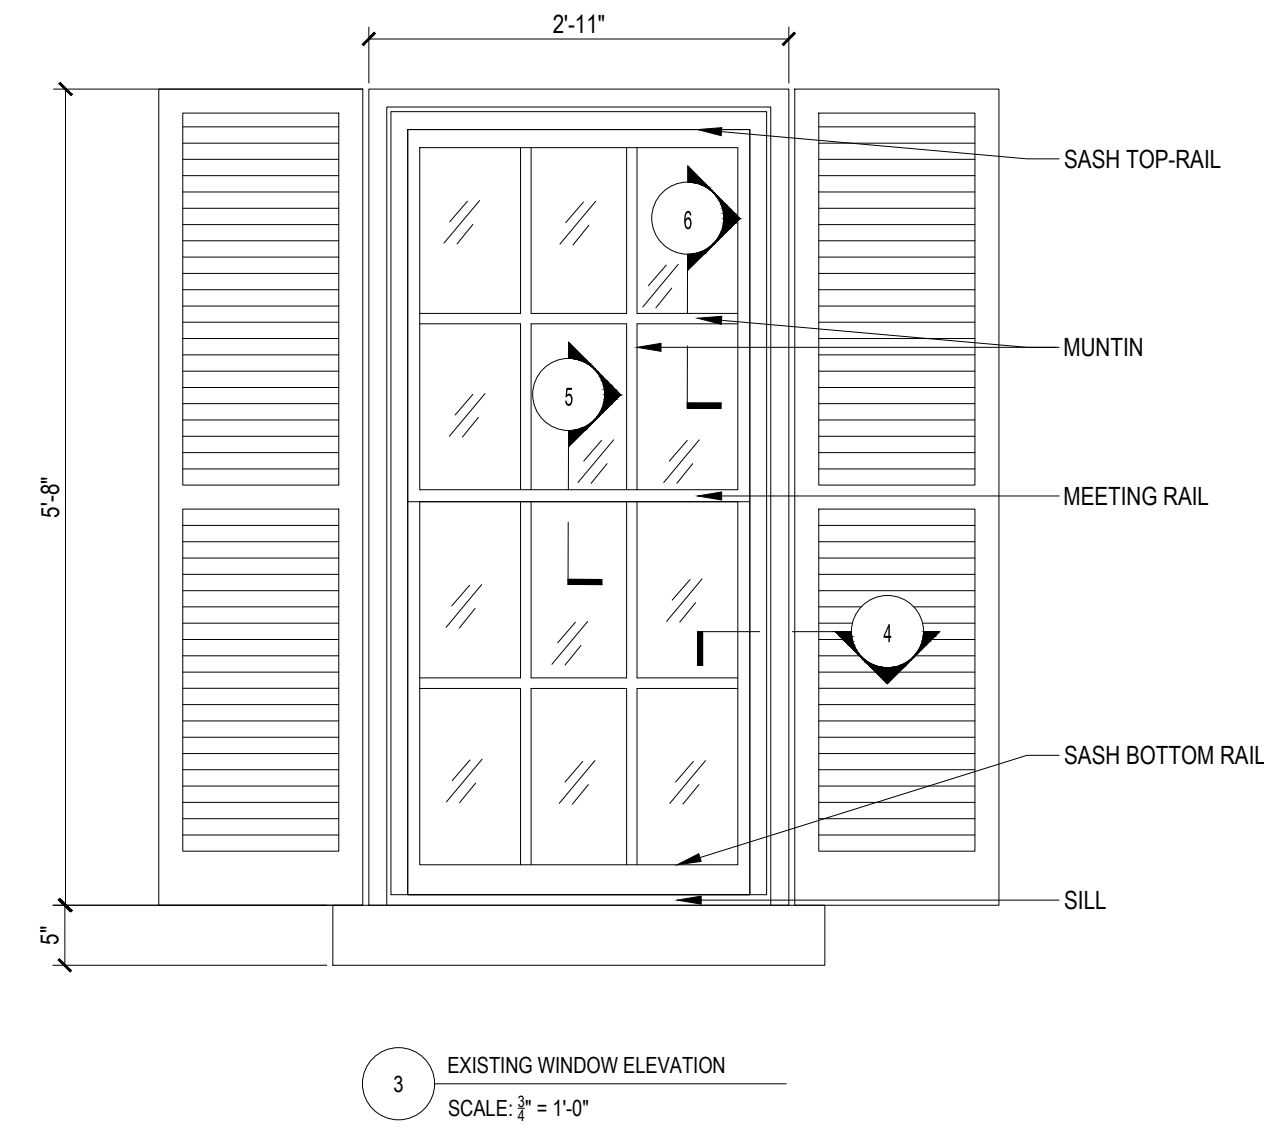 2'-11"
SASH TOP-RAIL
6
MUNTIN
5
5'-8"
MEETING RAIL
4
SASH BOTTOM RAIL
SILL
5"
3
EXISTING WINDOW ELEVATION
SCALE: 3/4" = 1'-0"